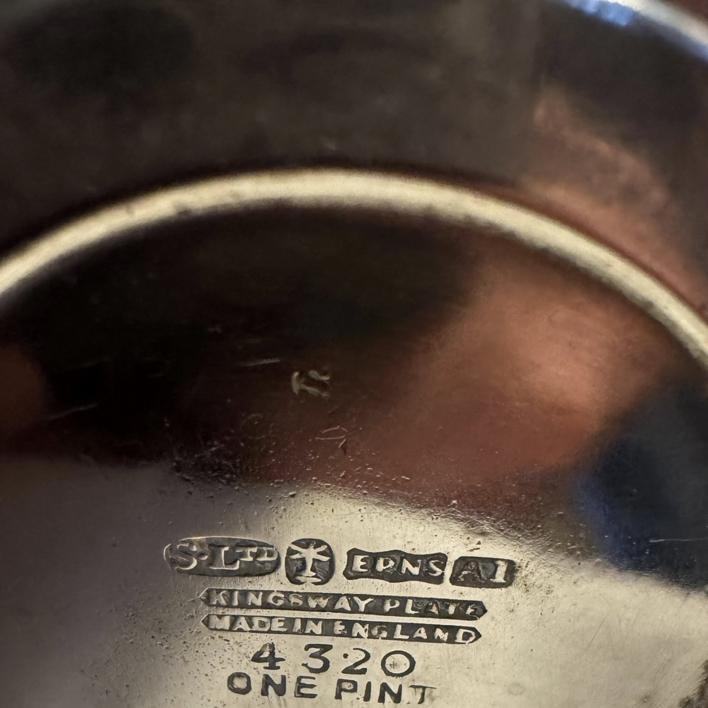 S·LTD EPNS A1
KINGSWAY PLATE
MADE IN ENGLAND
4320
ONE PINT